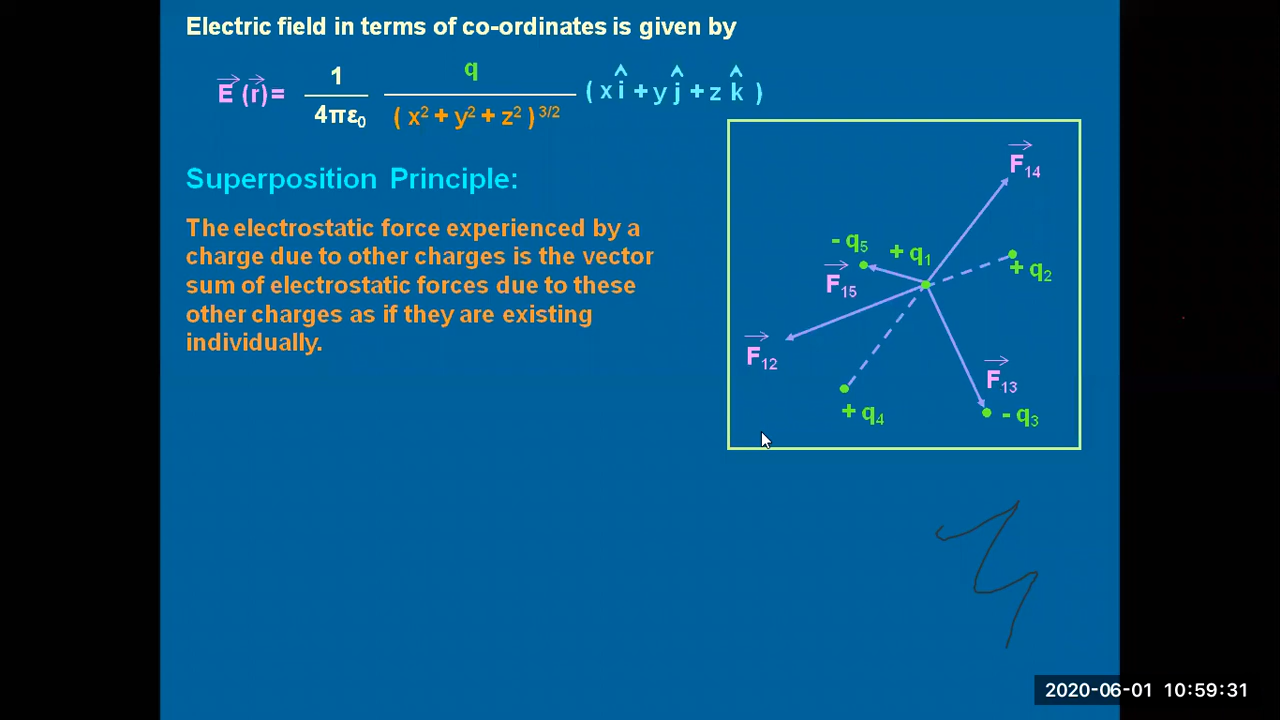 Electric field in terms of co-ordinates is given by
E (r) = 1 / 4πε₀ q / ( x² + y² + z² )^3/2 ( x î + y ĵ + z k̂ )
Superposition Principle:
The electrostatic force experienced by a
charge due to other charges is the vector
sum of electrostatic forces due to these
other charges as if they are existing
individually.
F₁₄
- q₅
+ q₁
+ q₂
F₁₅
F₁₂
F₁₃
+ q₄
- q₃
2020-06-01 10:59:31